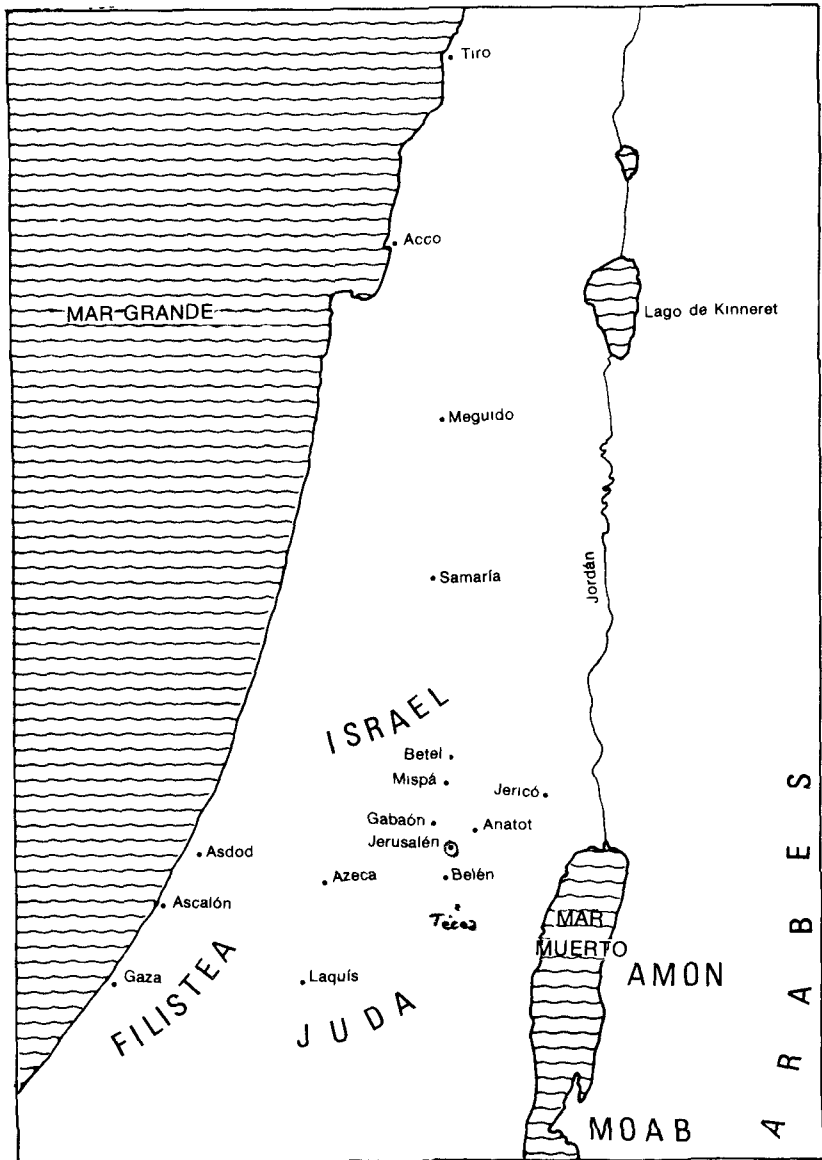 Tiro
Acco
MAR GRANDE
Lago de Kinneret
Meguido
Jordán
Samaría
ISRAEL
Betel
Mispá
Jericó
Gabaón
Anatot
Jerusalén
Asdod
Azeca
Belén
Ascalón
Tecoa
MAR
MUERTO
Gaza
Laquís
FILISTEA
JUDA
AMON
MOAB
ARABES